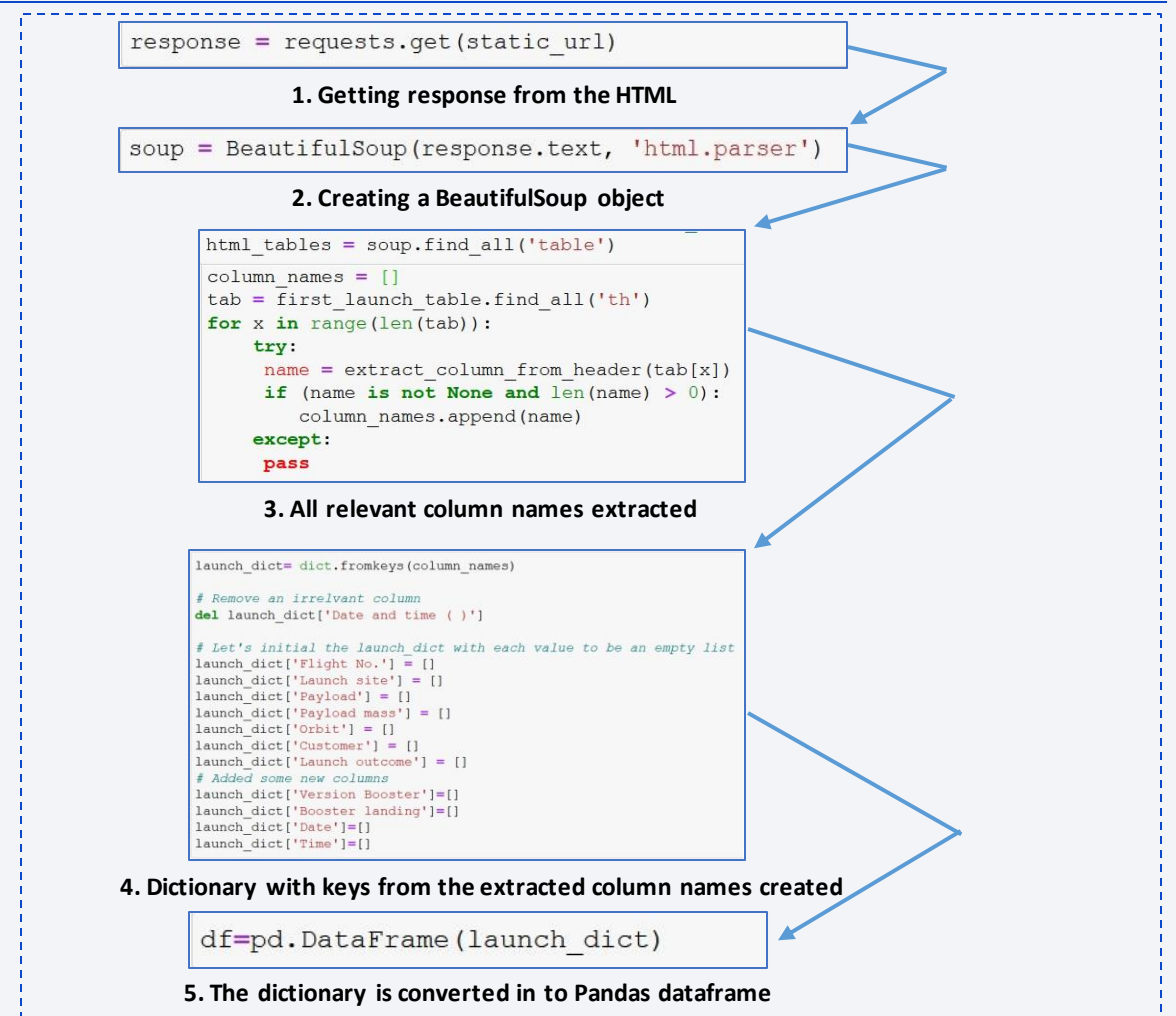 response = requests.get(static_url)
1. Getting response from the HTML
soup = BeautifulSoup(response.text, 'html.parser')
2. Creating a BeautifulSoup object
html_tables = soup.find_all('table')
column_names = []
tab = first_launch_table.find_all('th')
for x in range(len(tab)):
    try:
     name = extract_column_from_header(tab[x])
     if (name is not None and len(name) > 0):
        column_names.append(name)
    except:
     pass
3. All relevant column names extracted
launch_dict= dict.fromkeys(column_names)
# Remove an irrelvant column
del launch_dict['Date and time ( )']
# Let's initial the launch_dict with each value to be an empty list
launch_dict['Flight No.'] = []
launch_dict['Launch site'] = []
launch_dict['Payload'] = []
launch_dict['Payload mass'] = []
launch_dict['Orbit'] = []
launch_dict['Customer'] = []
launch_dict['Launch outcome'] = []
# Added some new columns
launch_dict['Version Booster']=[]
launch_dict['Booster landing']=[]
launch_dict['Date']=[]
launch_dict['Time']=[]
4. Dictionary with keys from the extracted column names created
df=pd.DataFrame(launch_dict)
5. The dictionary is converted in to Pandas dataframe